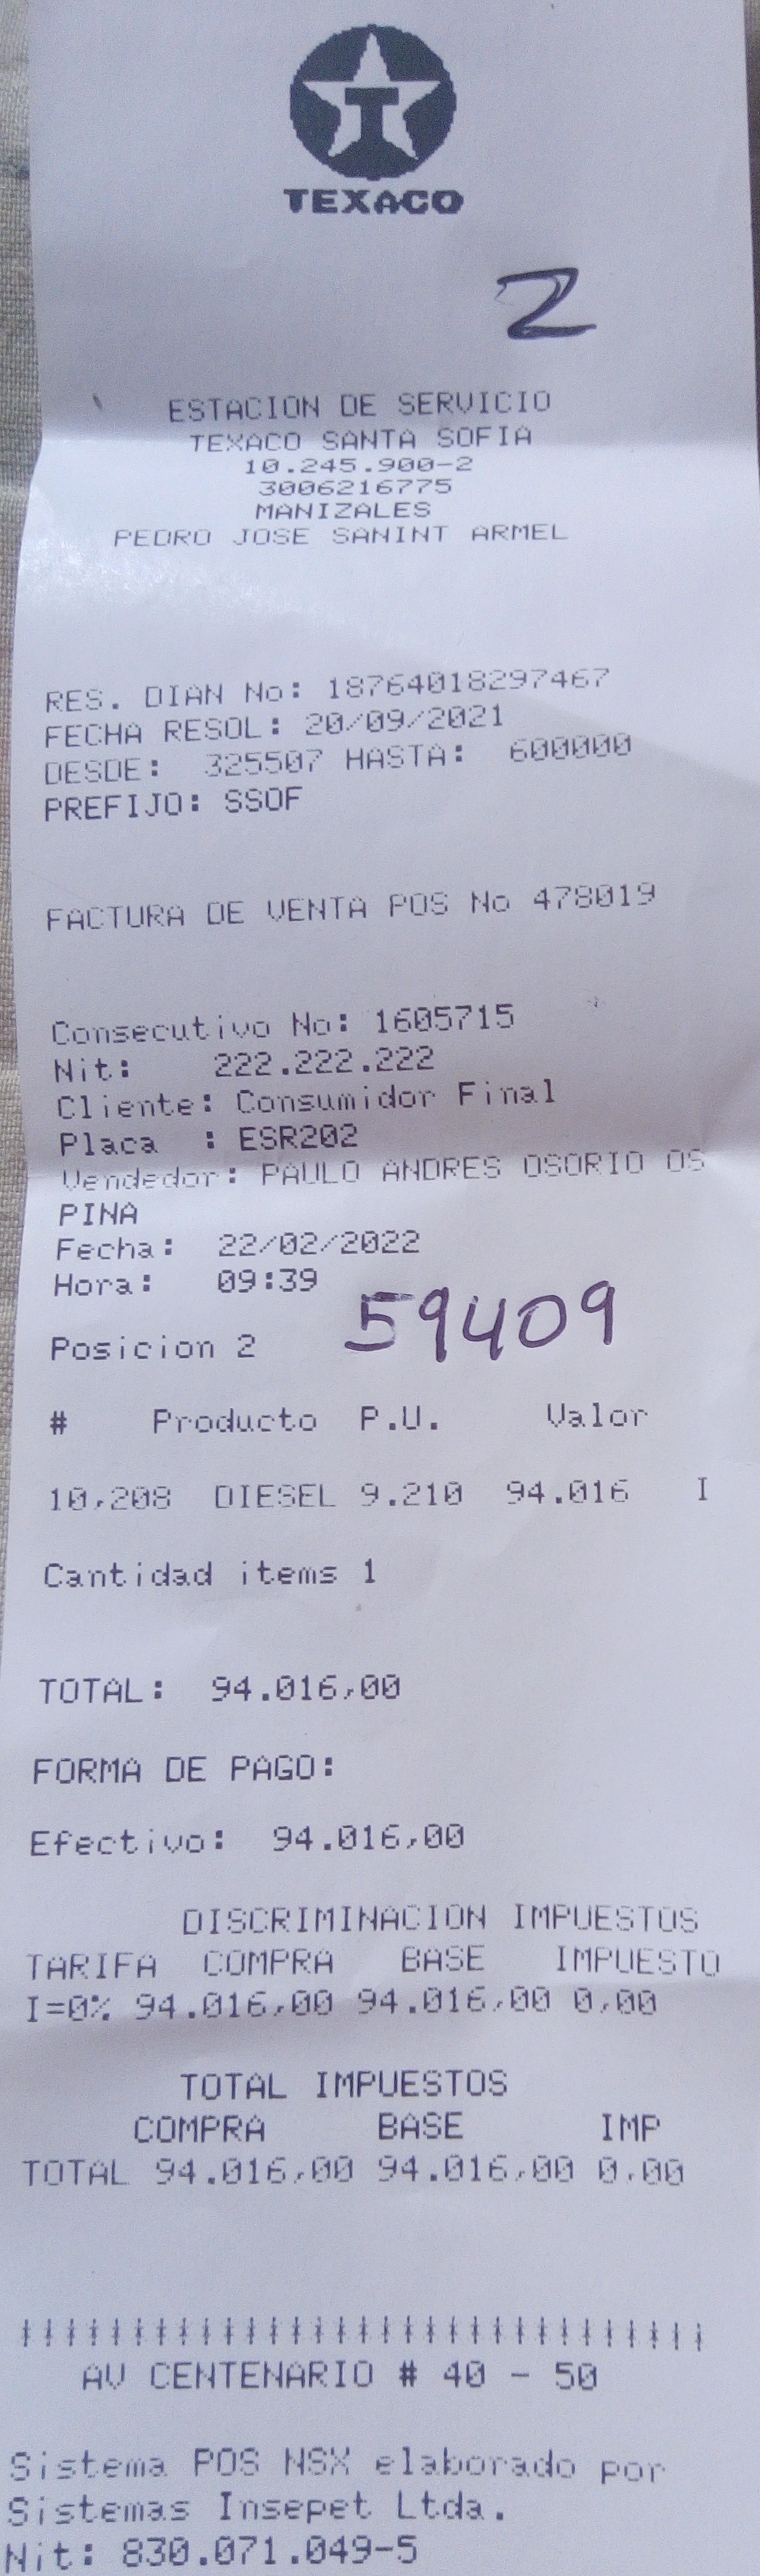 TEXACO
2
ESTACION DE SERVICIO
TEXACO SANTA SOFIA
10.245.900-2
3006216775
MANIZALES
PEDRO JOSE SANINT ARMEL
RES. DIAN No: 18764018297467
FECHA RESOL: 20/09/2021
DESDE: 325507 HASTA: 600000
PREFIJO: SSOF
FACTURA DE VENTA POS No 478019
Consecutivo No: 1605715
Nit: 222.222.222
Cliente: Consumidor Final
Placa : ESR202
Vendedor: PAULO ANDRES OSORIO OS
PINA
Fecha: 22/02/2022
Hora: 09:39
59409
Posicion 2
# Producto P.U. Valor
10,208 DIESEL 9.210 94.016 I
Cantidad items 1
TOTAL: 94.016,00
FORMA DE PAGO:
Efectivo: 94.016,00
DISCRIMINACION IMPUESTOS
TARIFA COMPRA BASE IMPUESTO
I=0% 94.016,00 94.016,00 0,00
TOTAL IMPUESTOS
COMPRA BASE IMP
TOTAL 94.016,00 94.016,00 0,00
AV CENTENARIO # 40 - 50
Sistema POS NSX elaborado por
Sistemas Insepet Ltda.
Nit: 830.071.049-5